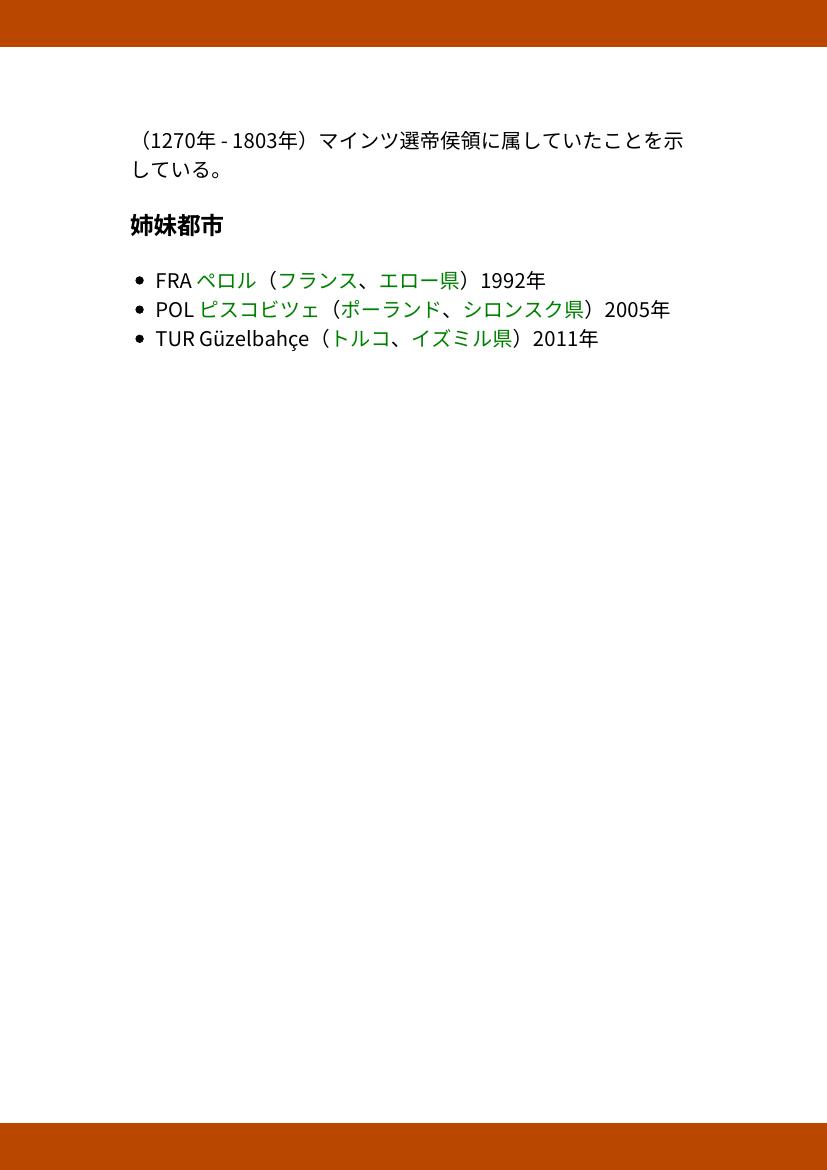 （1270年 - 1803年）マインツ選帝侯領に属していたことを示
している。
姉妹都市
• FRA ペロル（フランス、エロー県）1992年
• POL ピスコビツェ（ポーランド、シロンスク県）2005年
• TUR Güzelbahçe（トルコ、イズミル県）2011年